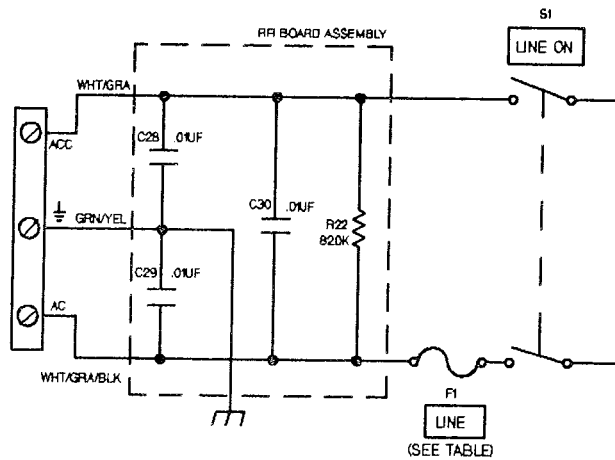 S1
RFI BOARD ASSEMBLY
LINE ON
WHT/GRA
ACC
C28 .01UF
GRN/YEL
C30 .01UF
R22
820K
C29 .01UF
AC
WHT/GRA/BLK
F1
LINE
(SEE TABLE)